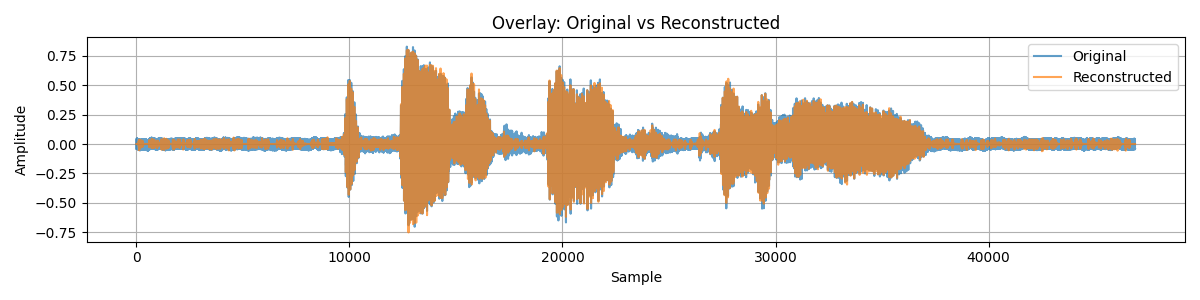 Overlay: Original vs Reconstructed
Original
Reconstructed
Amplitude
0.75
0.50
0.25
0.00
−0.25
−0.50
−0.75
0 10000 20000 30000 40000
Sample